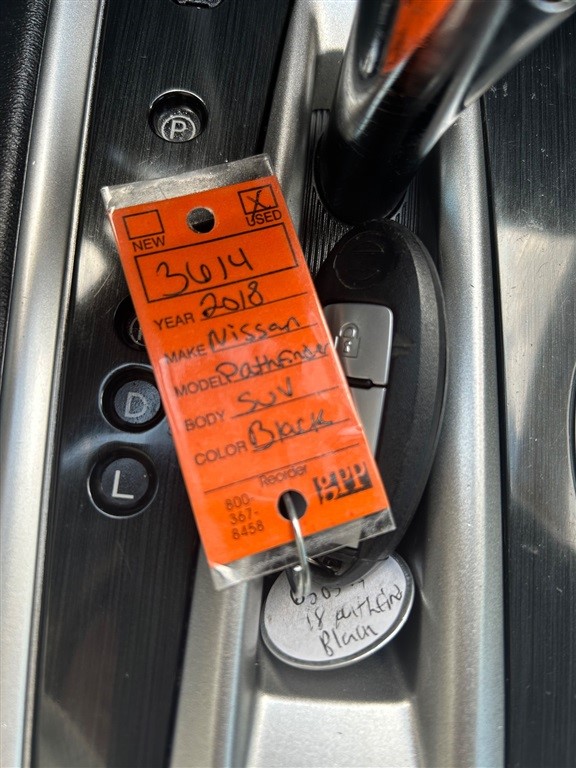 P
NEW
X
USED
3614
YEAR 2018
MAKE Nissan
MODEL Pathfinder
BODY SUV
COLOR Black
Reorder
800-
367-
8458
gpp
D
L
18 pathfind
Black